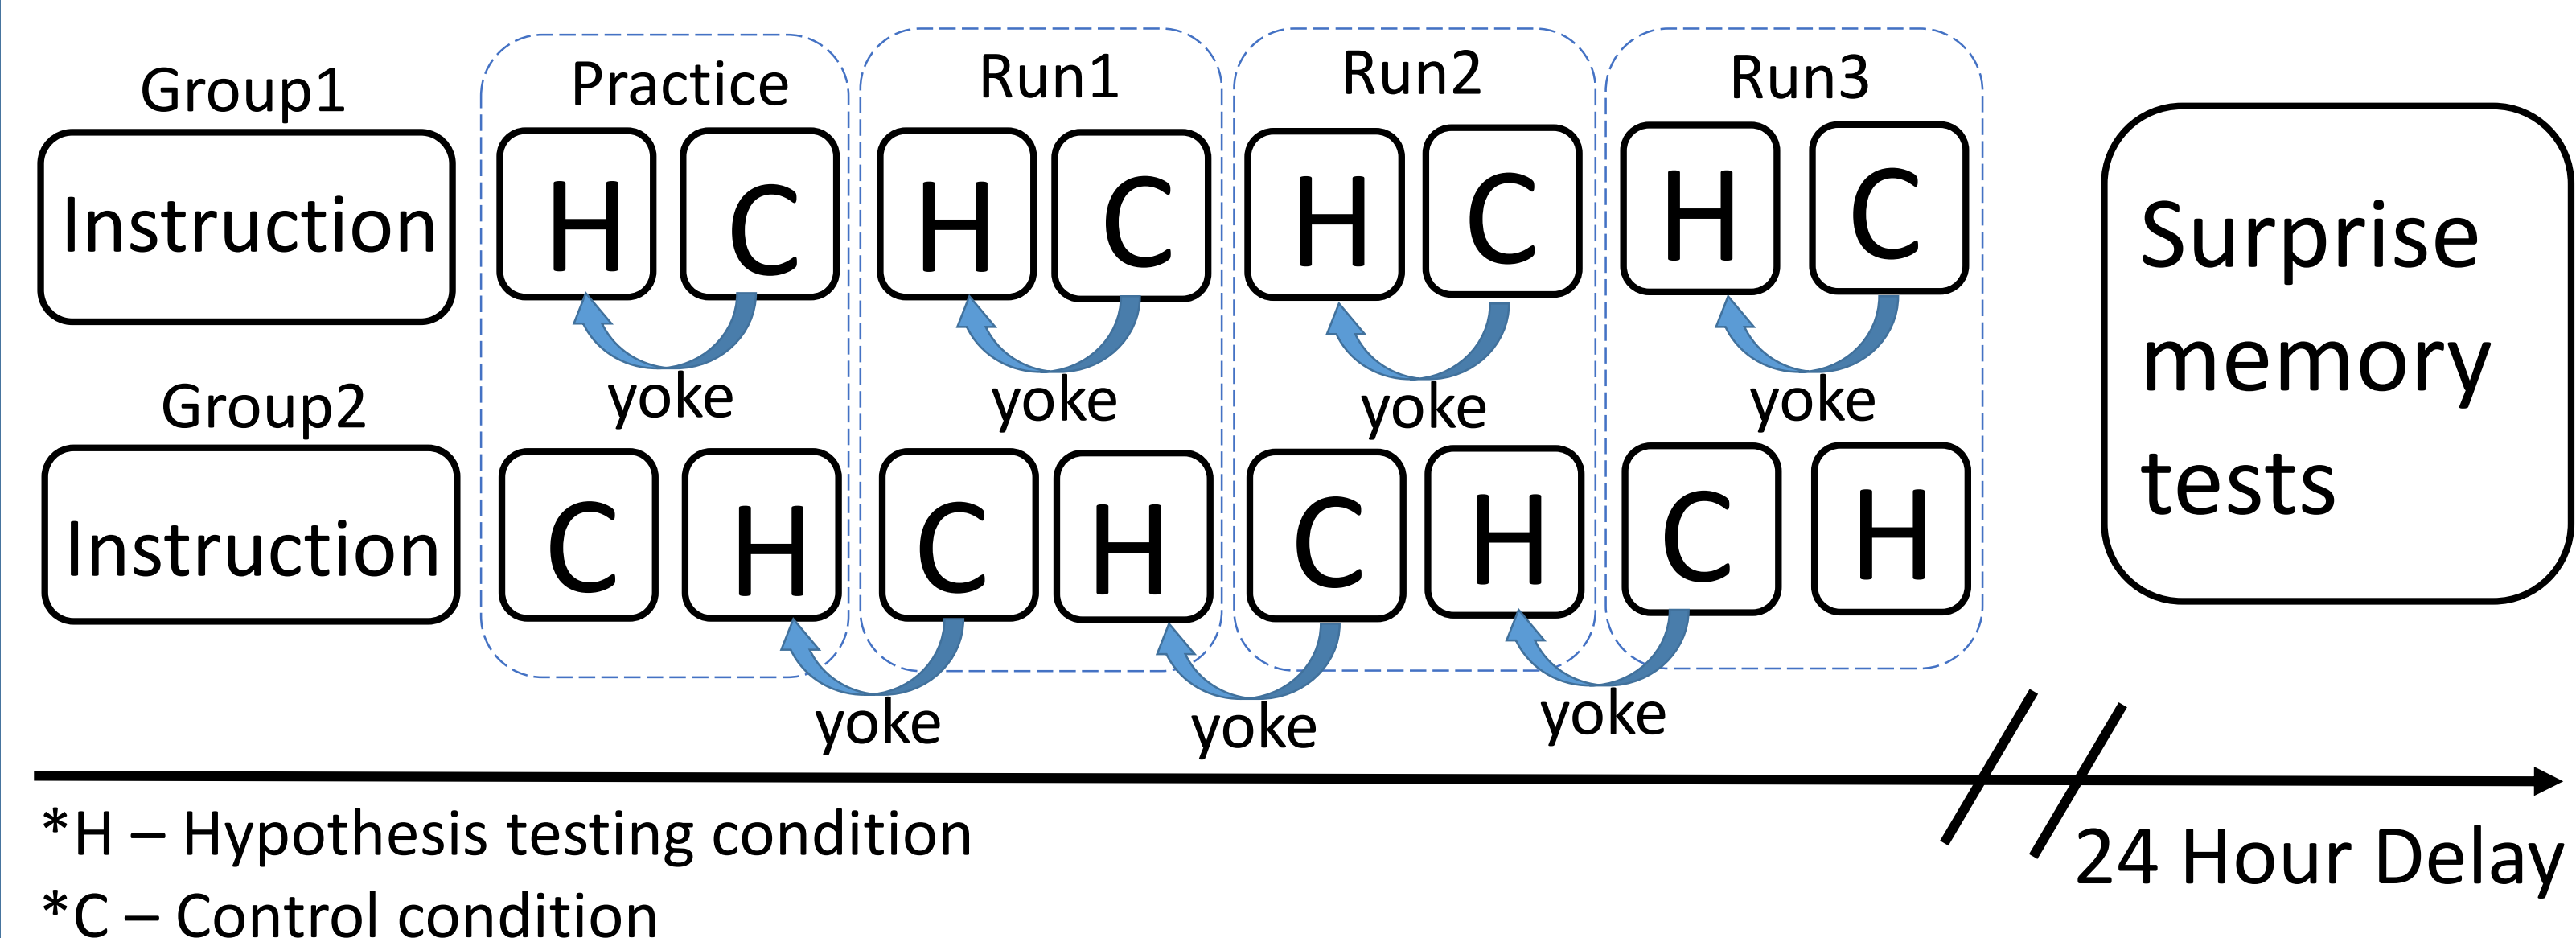 Group1
Practice
Run1
Run2
Run3
Instruction
H
C
H
C
H
C
H
C
yoke
yoke
yoke
yoke
Group2
Instruction
C
H
C
H
C
H
C
H
yoke
yoke
yoke
Surprise
memory
tests
24 Hour Delay
*H – Hypothesis testing condition
*C – Control condition